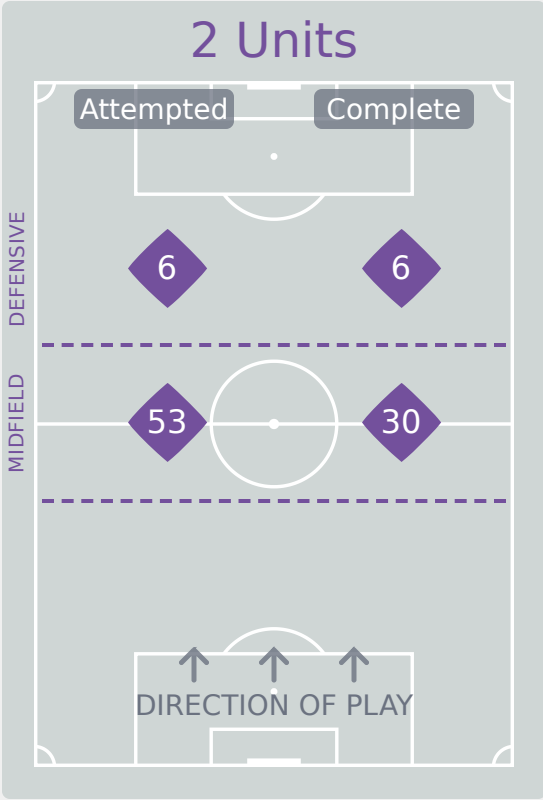 2 Units
Attempted Complete
DEFENSIVE
6 6
MIDFIELD
53 30
DIRECTION OF PLAY